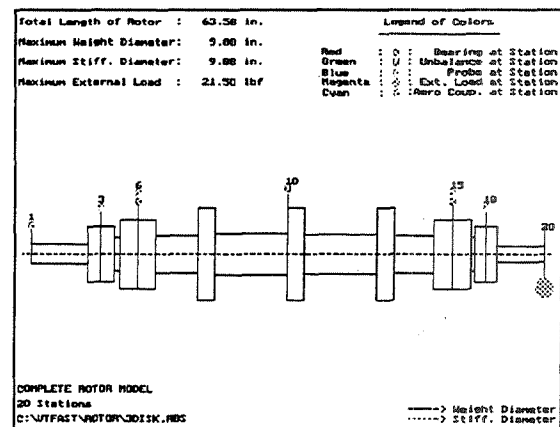 Total Length of Rotor : 63.50 in.
Maximum Weight Diameter: 9.00 in.
Maximum Stiff. Diameter: 9.00 in.
Maximum External Load : 21.50 lbf
Legend of Colors
Red : Bearing at Station
Green : U : Unbalance at Station
Blue : Probe at Station
Magenta : Ext. Load at Station
Cyan : Aero Coup. at Station
1 3 6 10 15 18 20
COMPLETE ROTOR MODEL
20 Stations
C:\VTFAST\ROTOR\3DISK.ABS
-----> Weight Diameter
-----> Stiff. Diameter